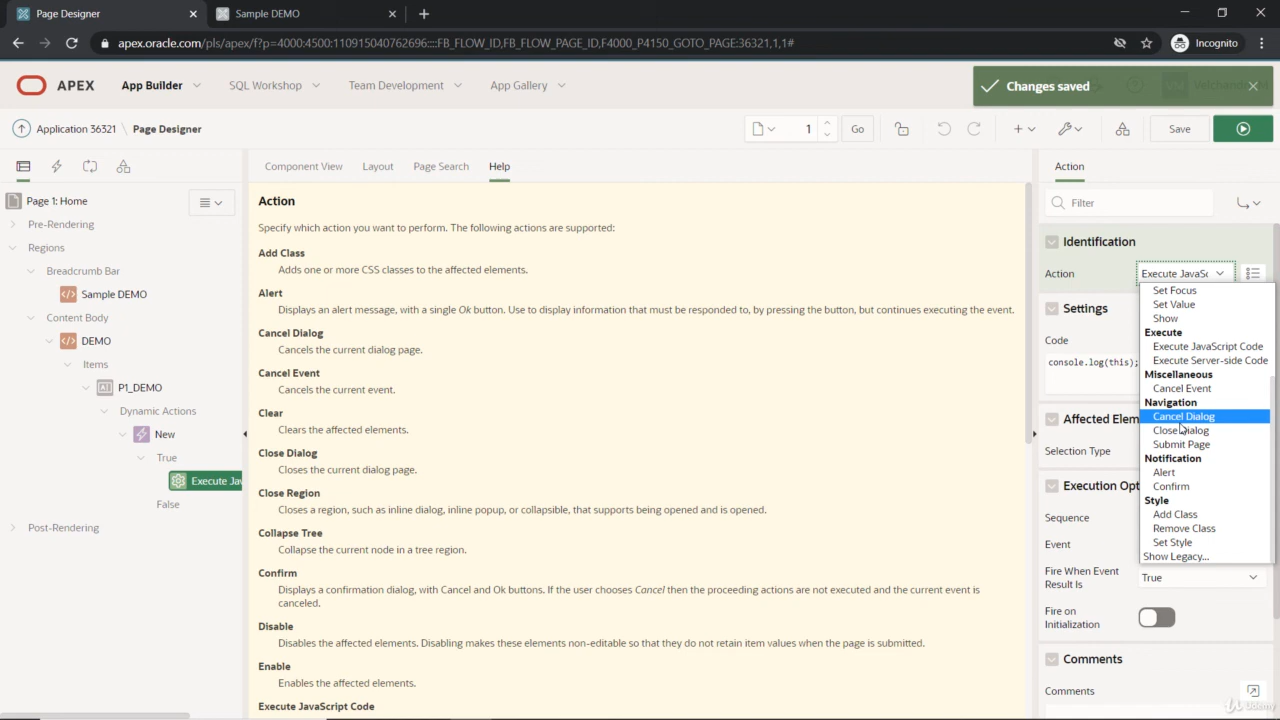 Page Designer
Sample DEMO
apex.oracle.com/pls/apex/f?p=4000:4500:110915040762696::::FB_FLOW_ID,FB_FLOW_PAGE_ID,F4000_P4150_GOTO_PAGE:36321,1,1#
Incognito
APEX
App Builder
SQL Workshop
Team Development
App Gallery
Changes saved
Application 36321
Page Designer
1
Go
Save
Component View
Layout
Page Search
Help
Action
Page 1: Home
Pre-Rendering
Regions
Breadcrumb Bar
Sample DEMO
Content Body
DEMO
Items
P1_DEMO
Dynamic Actions
New
True
Execute Jav
False
Post-Rendering
Action
Specify which action you want to perform. The following actions are supported:
Add Class
Adds one or more CSS classes to the affected elements.
Alert
Displays an alert message, with a single Ok button. Use to display information that must be responded to, by pressing the button, but continues executing the event.
Cancel Dialog
Cancels the current dialog page.
Cancel Event
Cancels the current event.
Clear
Clears the affected elements.
Close Dialog
Closes the current dialog page.
Close Region
Closes a region, such as inline dialog, inline popup, or collapsible, that supports being opened and is opened.
Collapse Tree
Collapse the current node in a tree region.
Confirm
Displays a confirmation dialog, with Cancel and Ok buttons. If the user chooses Cancel then the proceeding actions are not executed and the current event is
canceled.
Disable
Disables the affected elements. Disabling makes these elements non-editable so that they do not retain item values when the page is submitted.
Enable
Enables the affected elements.
Execute JavaScript Code
Filter
Identification
Action
Execute JavaSc
Settings
Code
console.log(this);
Affected Elem
Selection Type
Execution Opt
Sequence
Event
Fire When Event
Result Is
True
Fire on
Initialization
Comments
Comments
Set Focus
Set Value
Show
Execute
Execute JavaScript Code
Execute Server-side Code
Miscellaneous
Cancel Event
Navigation
Cancel Dialog
Close Dialog
Submit Page
Notification
Alert
Confirm
Style
Add Class
Remove Class
Set Style
Show Legacy...
Udemy